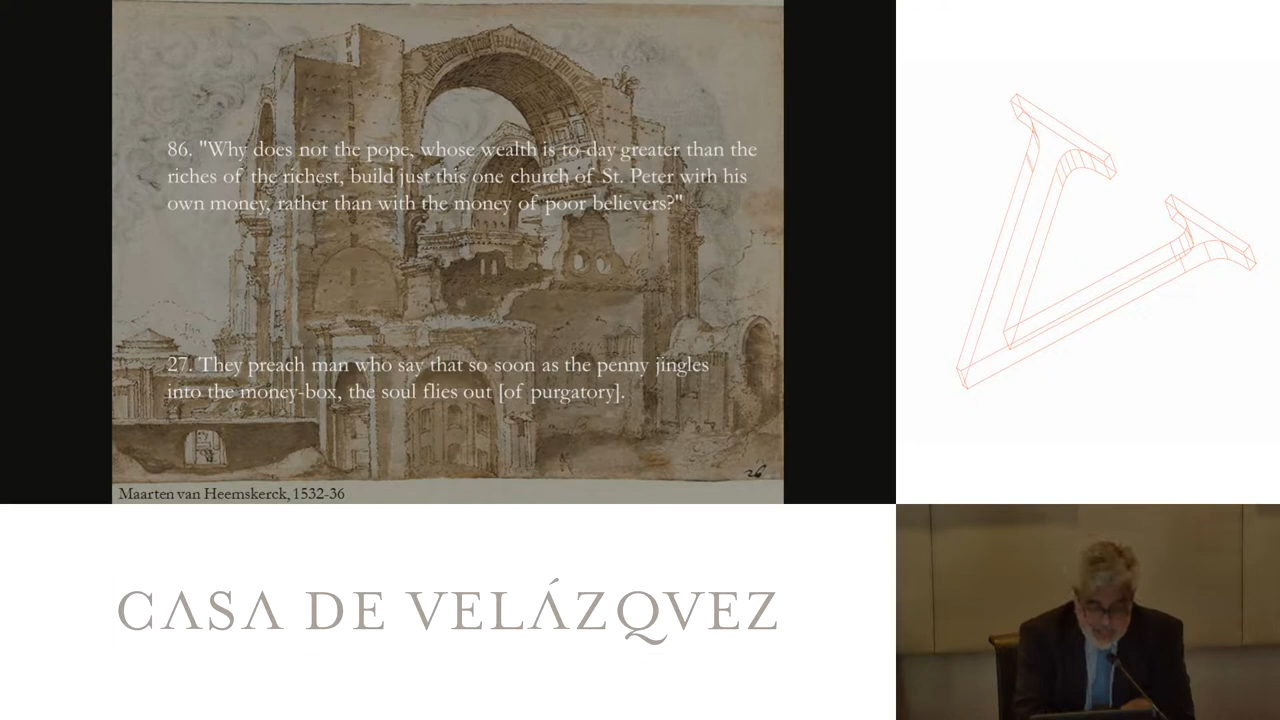 86. "Why does not the pope, whose wealth is to-day greater than the
riches of the richest, build just this one church of St. Peter with his
own money, rather than with the money of poor believers?"
27. They preach man who say that so soon as the penny jingles
into the money-box, the soul flies out [of purgatory].
26
Maarten van Heemskerck, 1532-36
CASA DE VELÁZQVEZ